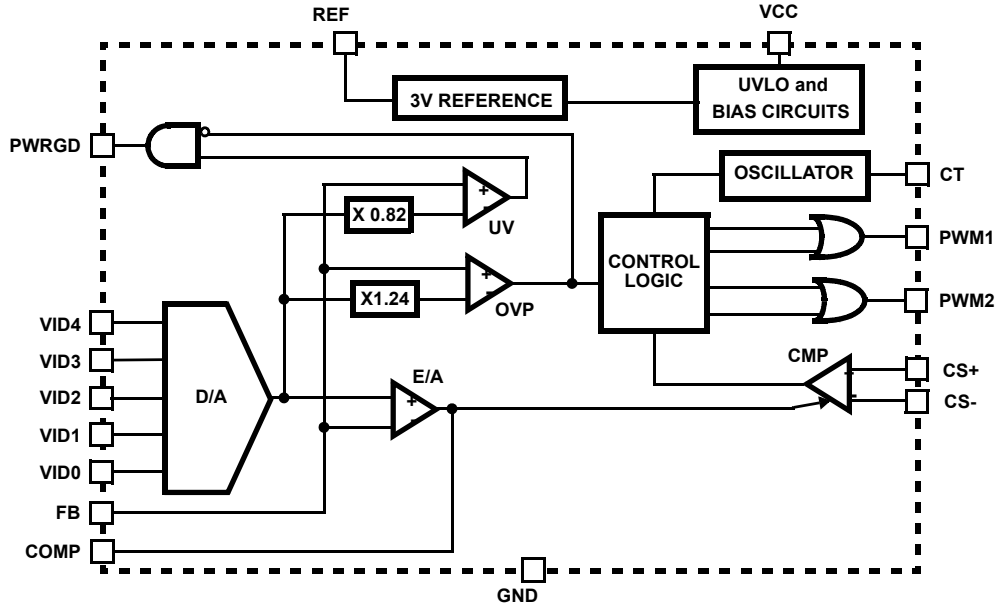 REF
VCC
3V REFERENCE
UVLO and
BIAS CIRCUITS
PWRGD
OSCILLATOR
CT
X 0.82
+
-
UV
CONTROL
LOGIC
PWM1
X1.24
+
-
OVP
PWM2
VID4
VID3
VID2
VID1
VID0
D/A
E/A
+
-
CMP
+
-
CS+
CS-
FB
COMP
GND